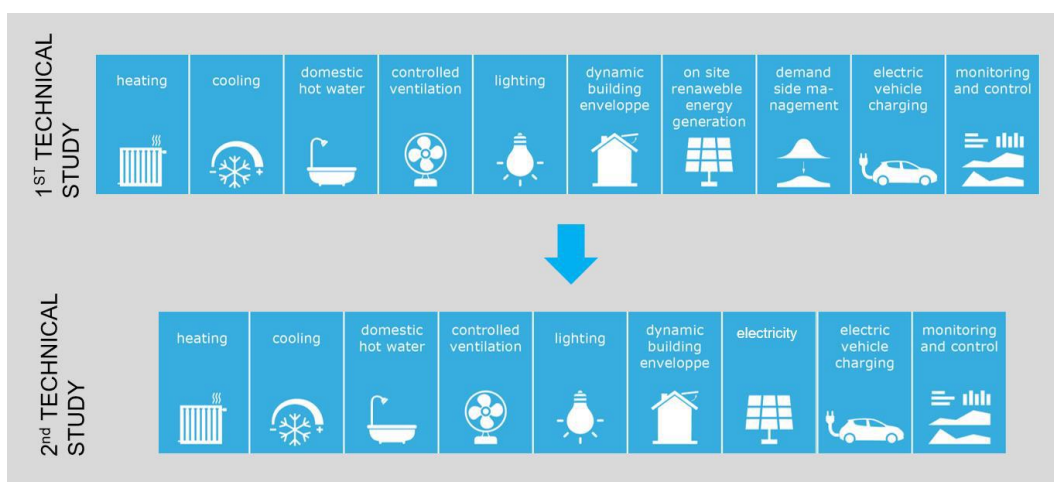 1ST TECHNICAL
STUDY
heating
cooling
domestic
hot water
controlled
ventilation
lighting
dynamic
building
enveloppe
on site
renaweble
energy
generation
demand
side ma-
nagement
electric
vehicle
charging
monitoring
and control
2nd TECHNICAL
STUDY
heating
cooling
domestic
hot water
controlled
ventilation
lighting
dynamic
building
enveloppe
electricity
electric
vehicle
charging
monitoring
and control